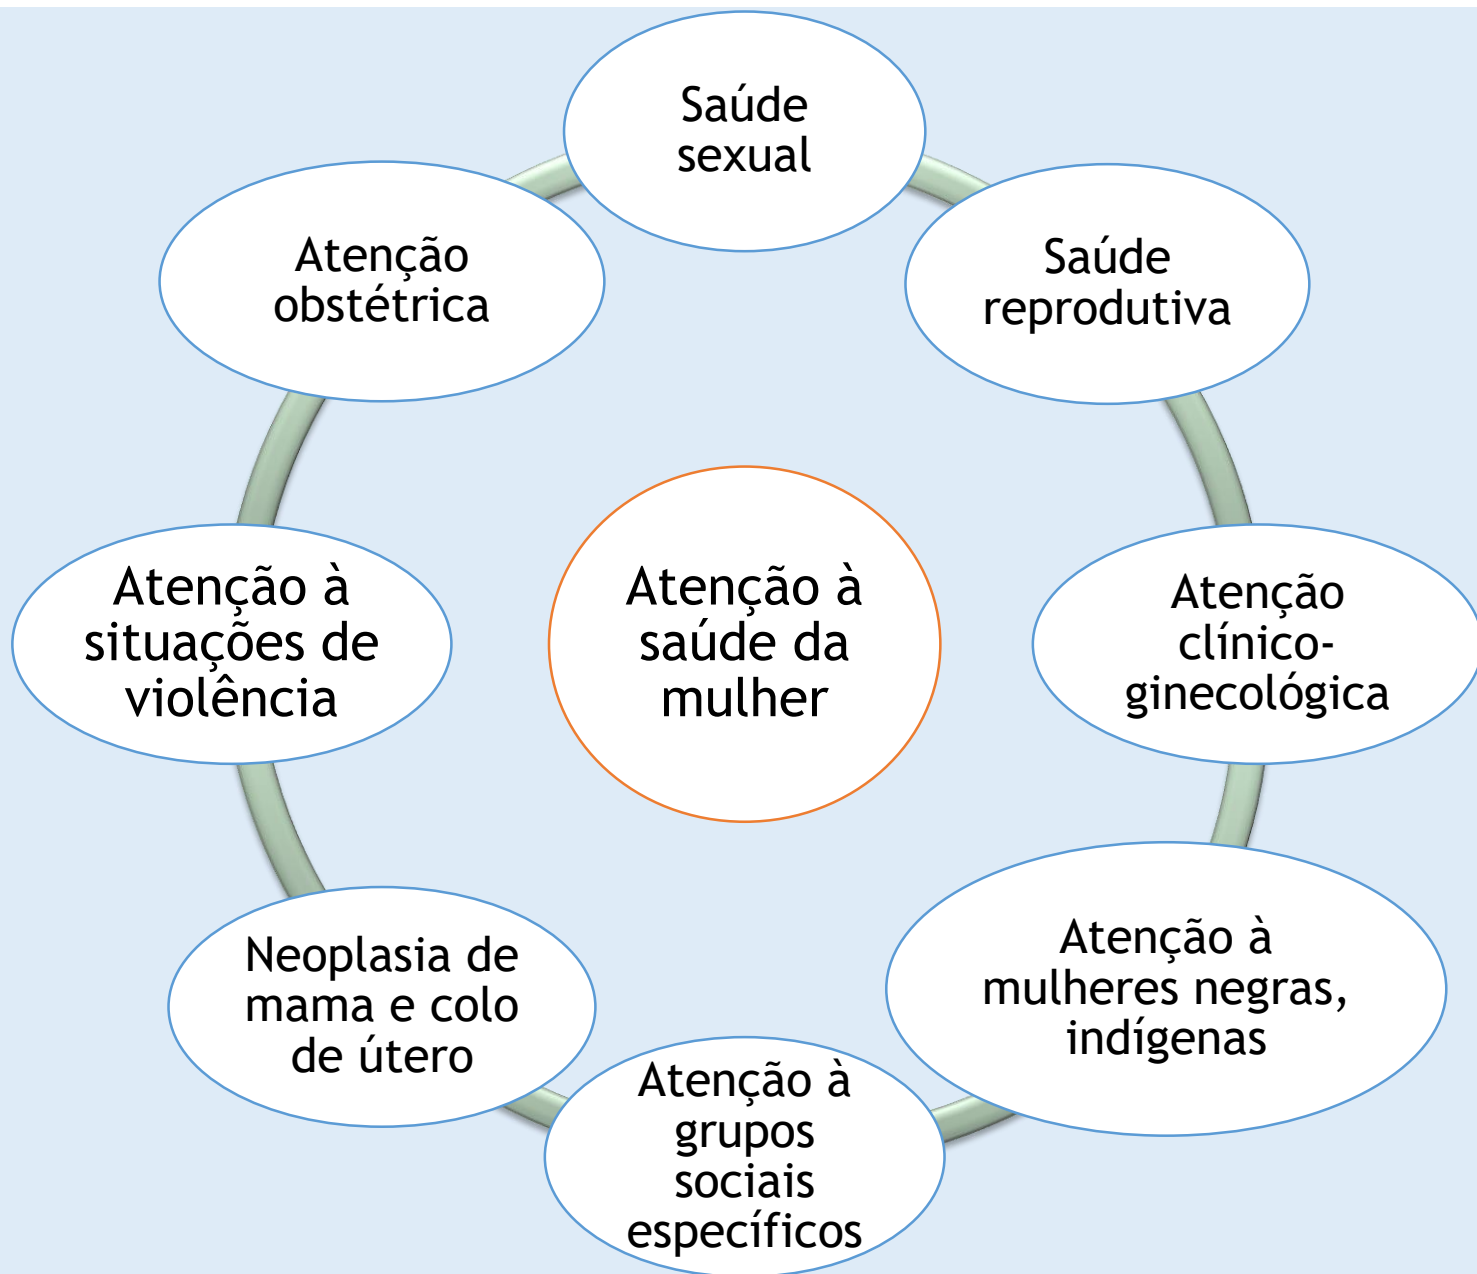 Saúde
sexual
Saúde
reprodutiva
Atenção
clínico-
ginecológica
Atenção à
mulheres negras,
indígenas
Atenção à
grupos
sociais
específicos
Neoplasia de
mama e colo
de útero
Atenção à
situações de
violência
Atenção
obstétrica
Atenção à
saúde da
mulher